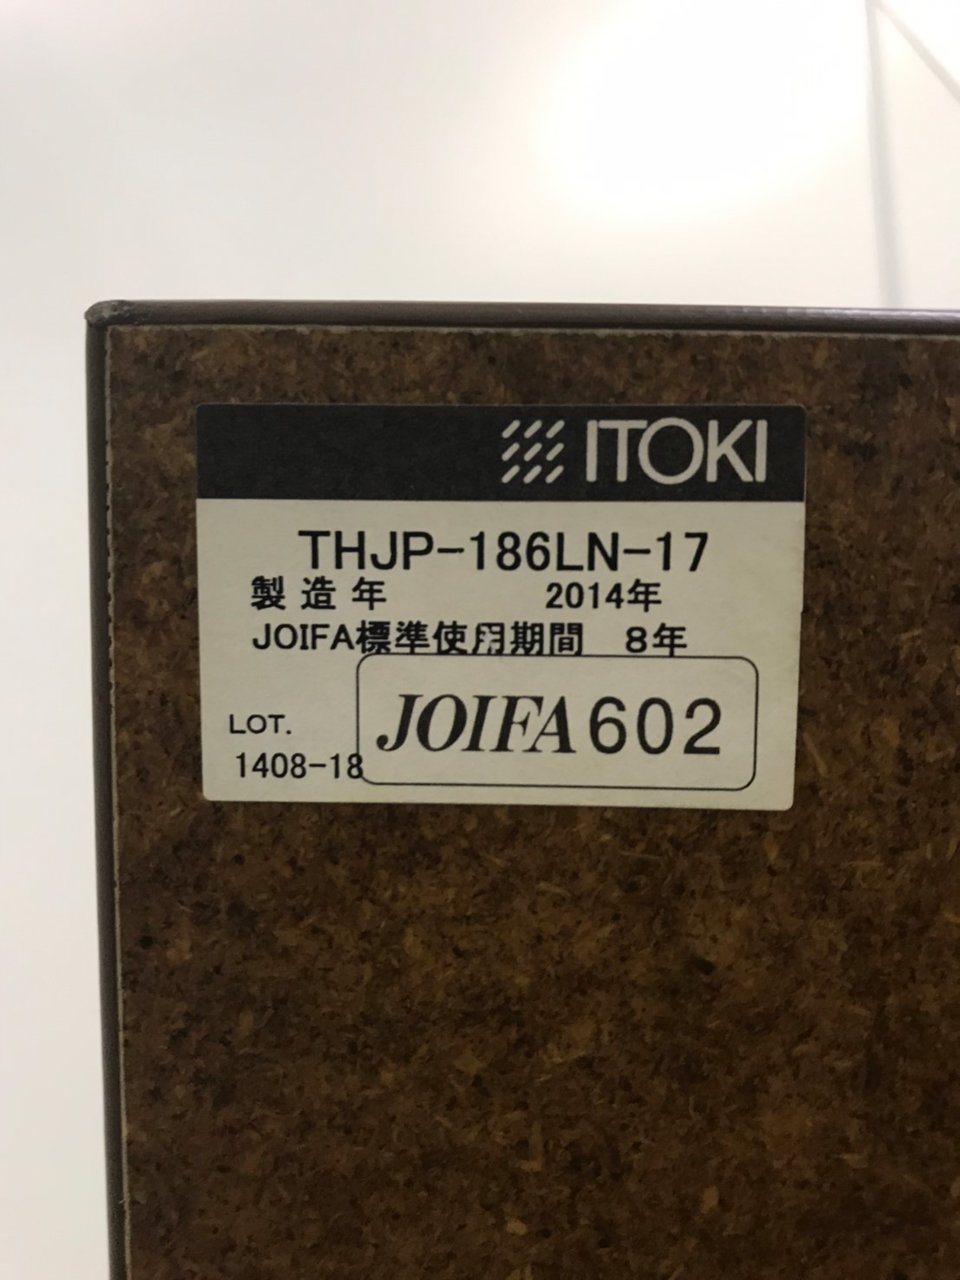 ITOKI
THJP-186LN-17
製造年 2014年
JOIFA標準使用期間 8年
JOIFA602
LOT.
1408-18